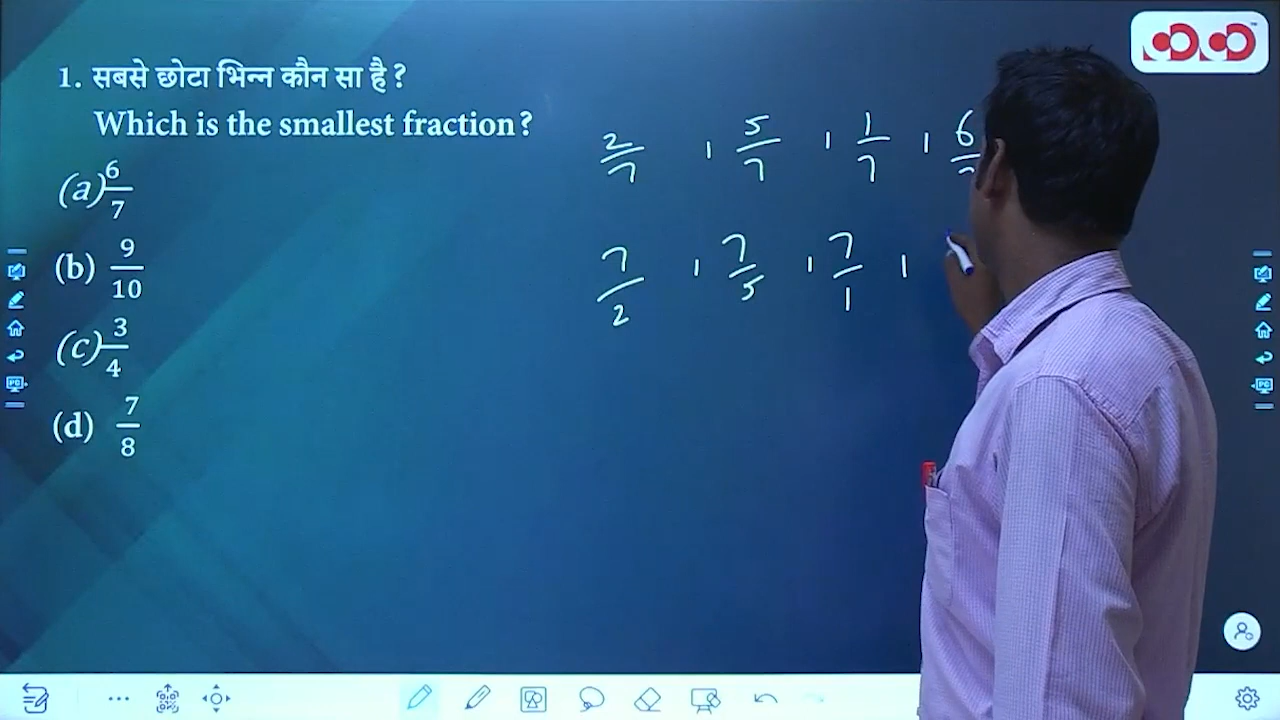 1. सबसे छोटा भिन्न कौन सा है ?
Which is the smallest fraction?
(a) 6/7
(b) 9/10
(c) 3/4
(d) 7/8
2/7 , 5/7 , 1/7 , 6
7/2 , 7/5 , 7/1 ,